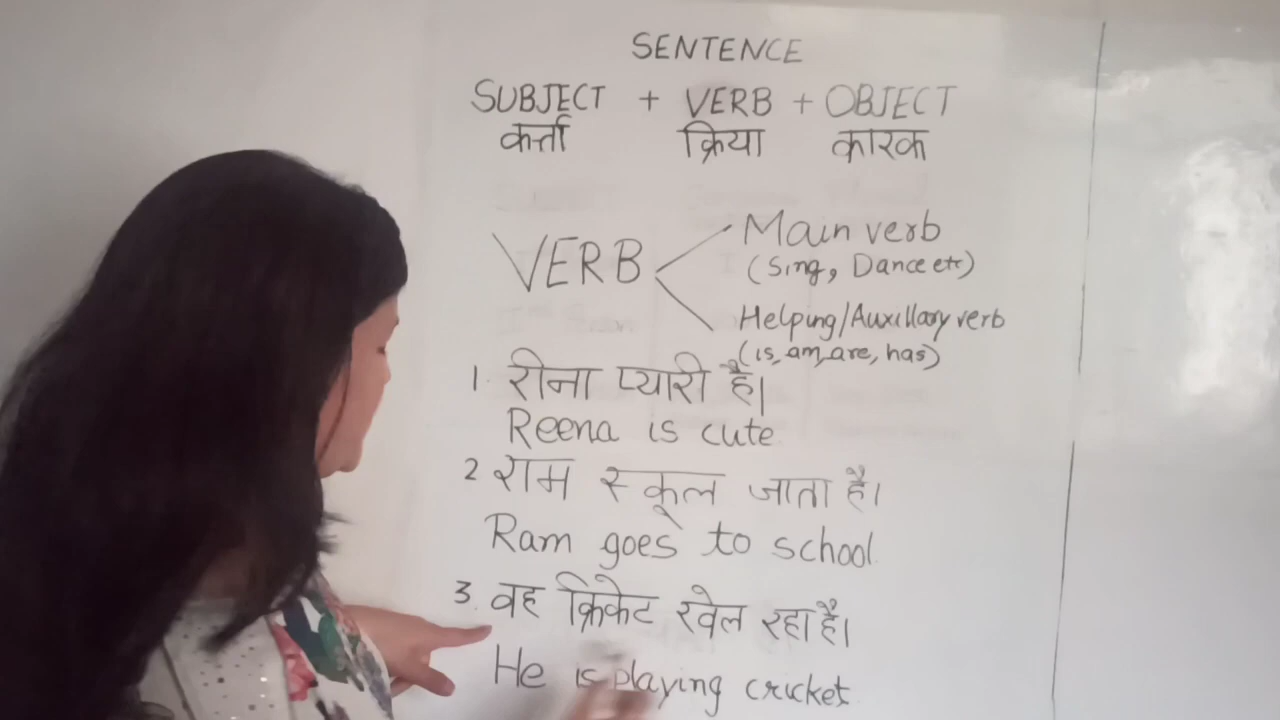 SENTENCE
SUBJECT + VERB + OBJECT
कर्त्ता क्रिया कारक
VERB
Main verb
(Sing, Dance etc)
Helping/Auxillary verb
(is, am, are, has)
1. रीना प्यारी है।
Reena is cute
2 राम स्कूल जाता है।
Ram goes to school
3. वह क्रिकेट खेल रहा है।
He is playing cricket